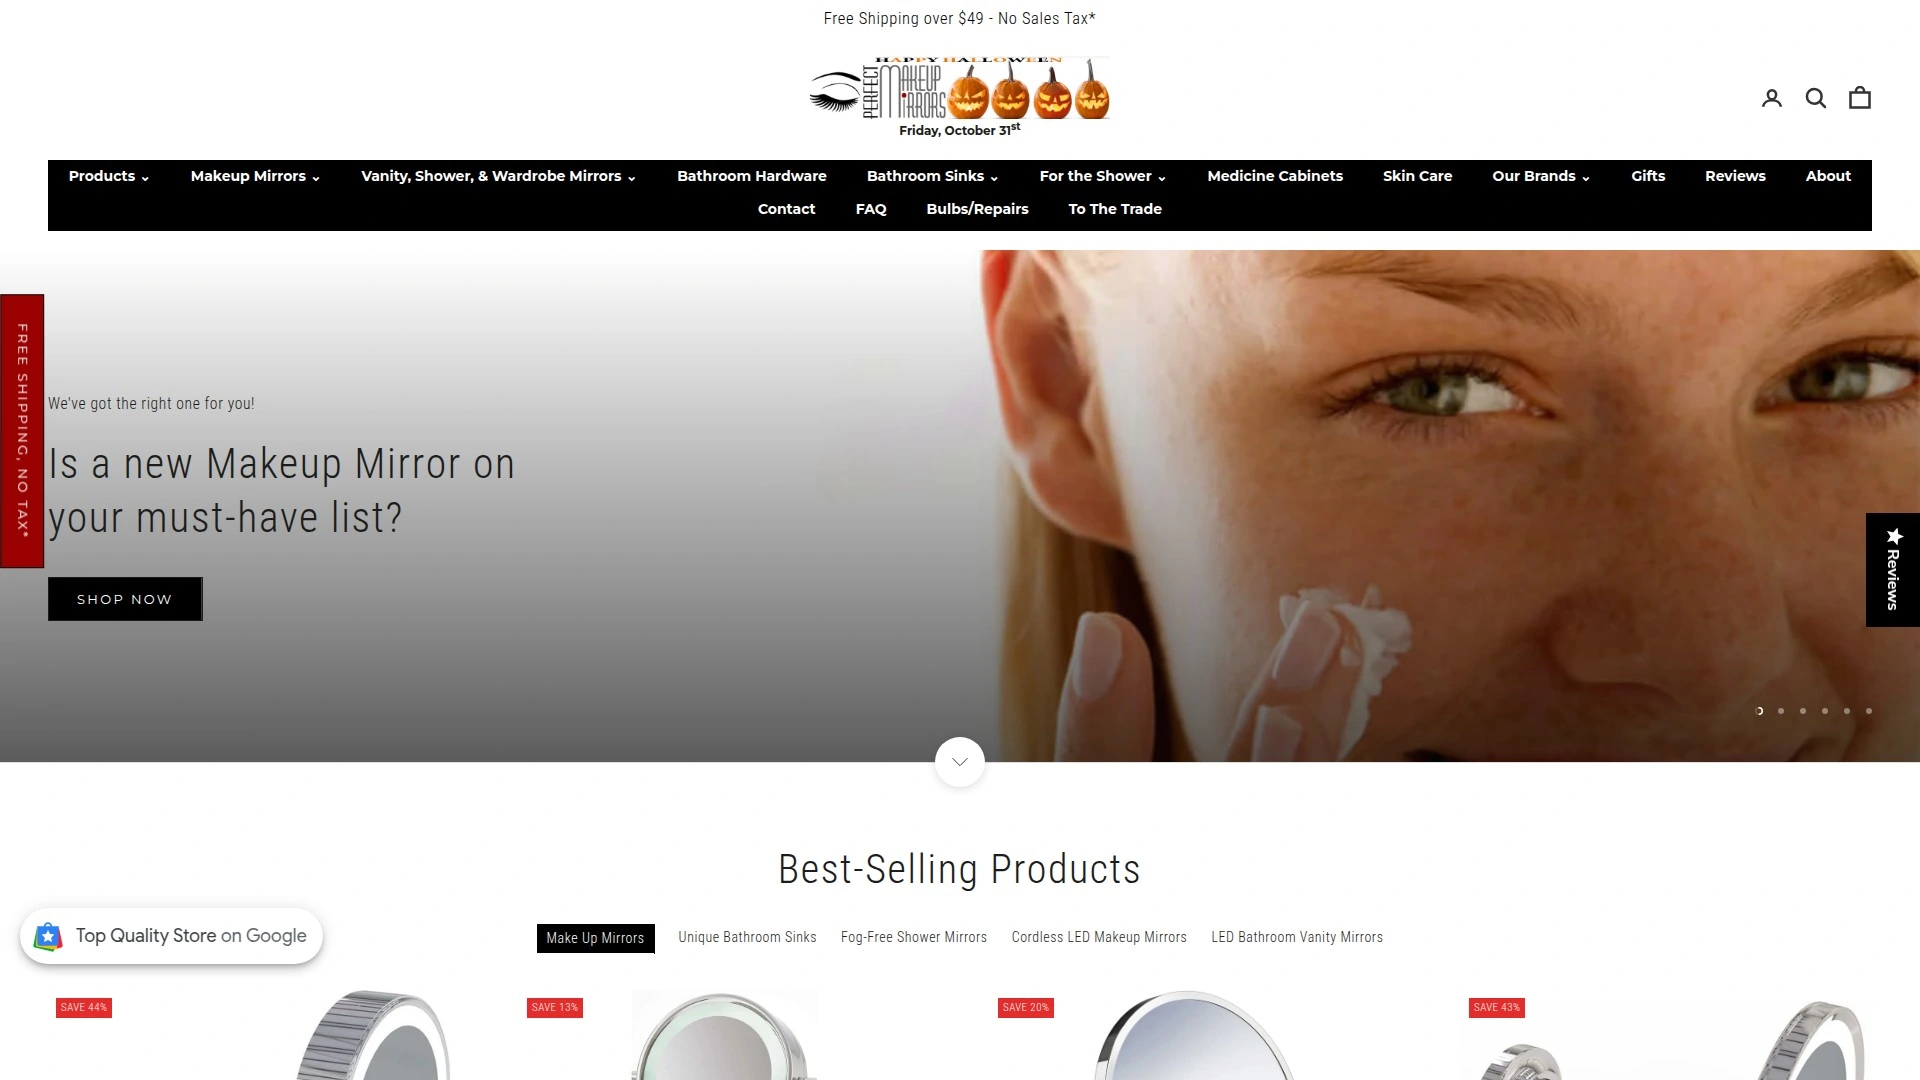 Free Shipping over $49 - No Sales Tax*
HAPPY HALLOWEEN
PERFECT
MAKEUP
MIRRORS
Friday, October 31st
Products
Makeup Mirrors
Vanity, Shower, & Wardrobe Mirrors
Bathroom Hardware
Bathroom Sinks
For the Shower
Medicine Cabinets
Skin Care
Our Brands
Gifts
Reviews
About
Contact
FAQ
Bulbs/Repairs
To The Trade
FREE SHIPPING, NO TAX*
We've got the right one for you!
Is a new Makeup Mirror on
your must-have list?
SHOP NOW
Reviews
Best-Selling Products
Top Quality Store on Google
Make Up Mirrors
Unique Bathroom Sinks
Fog-Free Shower Mirrors
Cordless LED Makeup Mirrors
LED Bathroom Vanity Mirrors
SAVE 44%
SAVE 13%
SAVE 20%
SAVE 43%